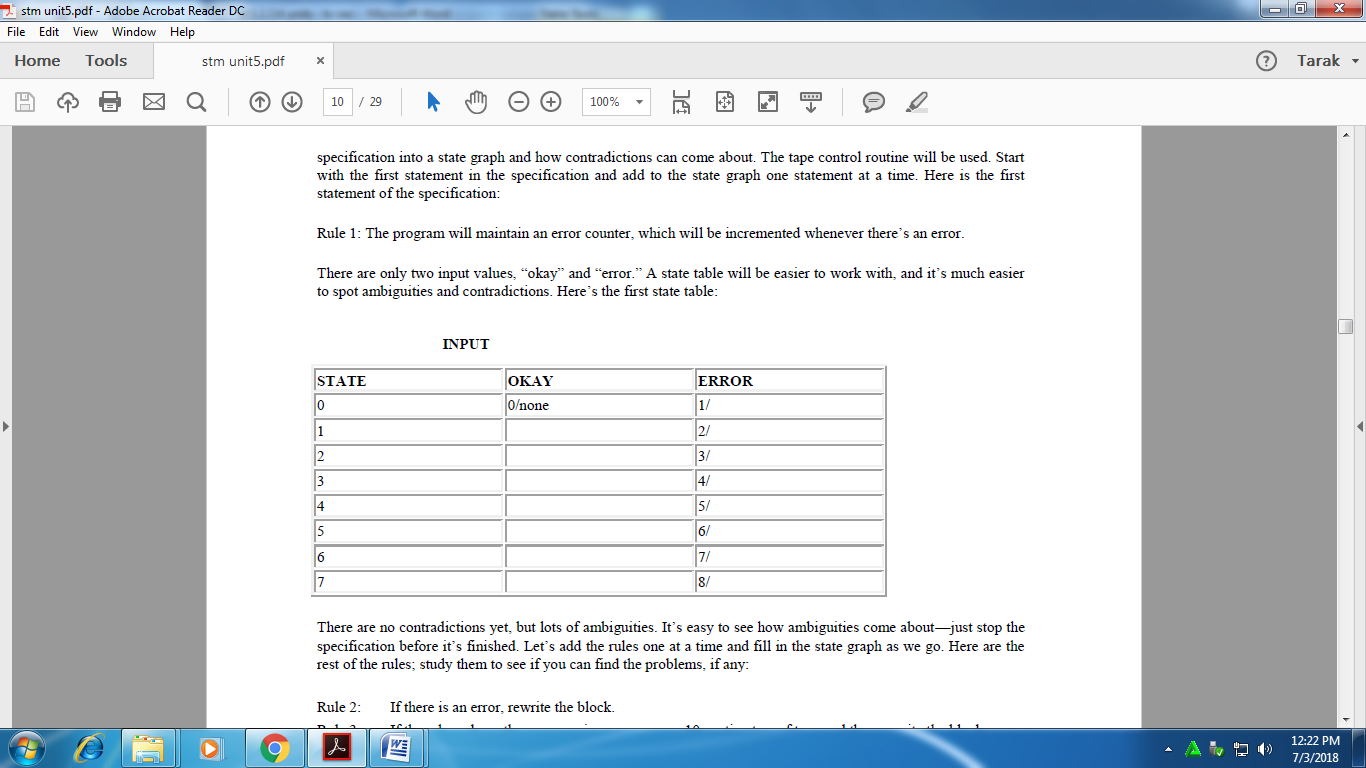 stm unit5.pdf - Adobe Acrobat Reader DC
File Edit View Window Help
Home Tools stm unit5.pdf × Tarak
10 / 29 100%
specification into a state graph and how contradictions can come about. The tape control routine will be used. Start
with the first statement in the specification and add to the state graph one statement at a time. Here is the first
statement of the specification:
Rule 1: The program will maintain an error counter, which will be incremented whenever there’s an error.
There are only two input values, “okay” and “error.” A state table will be easier to work with, and it’s much easier
to spot ambiguities and contradictions. Here’s the first state table:
INPUT
STATE OKAY ERROR
0 0/none 1/
1 2/
2 3/
3 4/
4 5/
5 6/
6 7/
7 8/
There are no contradictions yet, but lots of ambiguities. It’s easy to see how ambiguities come about—just stop the
specification before it’s finished. Let’s add the rules one at a time and fill in the state graph as we go. Here are the
rest of the rules; study them to see if you can find the problems, if any:
Rule 2: If there is an error, rewrite the block.
12:22 PM
7/3/2018